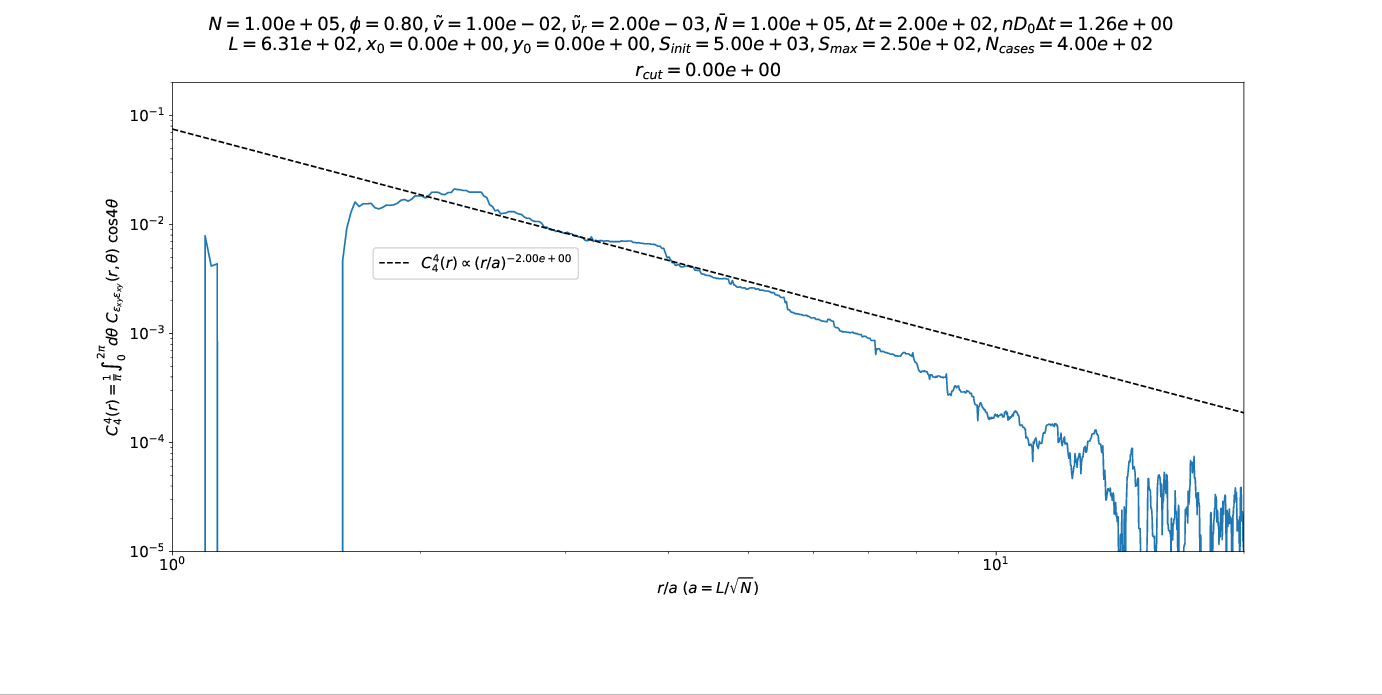 N = 1.00e + 05, ϕ = 0.80, ṽ = 1.00e − 02, ν̃_r = 2.00e − 03, N̄ = 1.00e + 05, Δt = 2.00e + 02, nD_0Δt = 1.26e + 00
L = 6.31e + 02, x_0 = 0.00e + 00, y_0 = 0.00e + 00, S_init = 5.00e + 03, S_max = 2.50e + 02, N_cases = 4.00e + 02
r_cut = 0.00e + 00
10^−1
10^−2
10^−3
10^−4
10^−5
C_4^4(r) = 1/π ∫_0^2π dθ C_ε_xyε_xy(r, θ) cos4θ
C_4^4(r) ∝ (r/a)^−2.00e+00
10^0
10^1
r/a (a = L/√N)